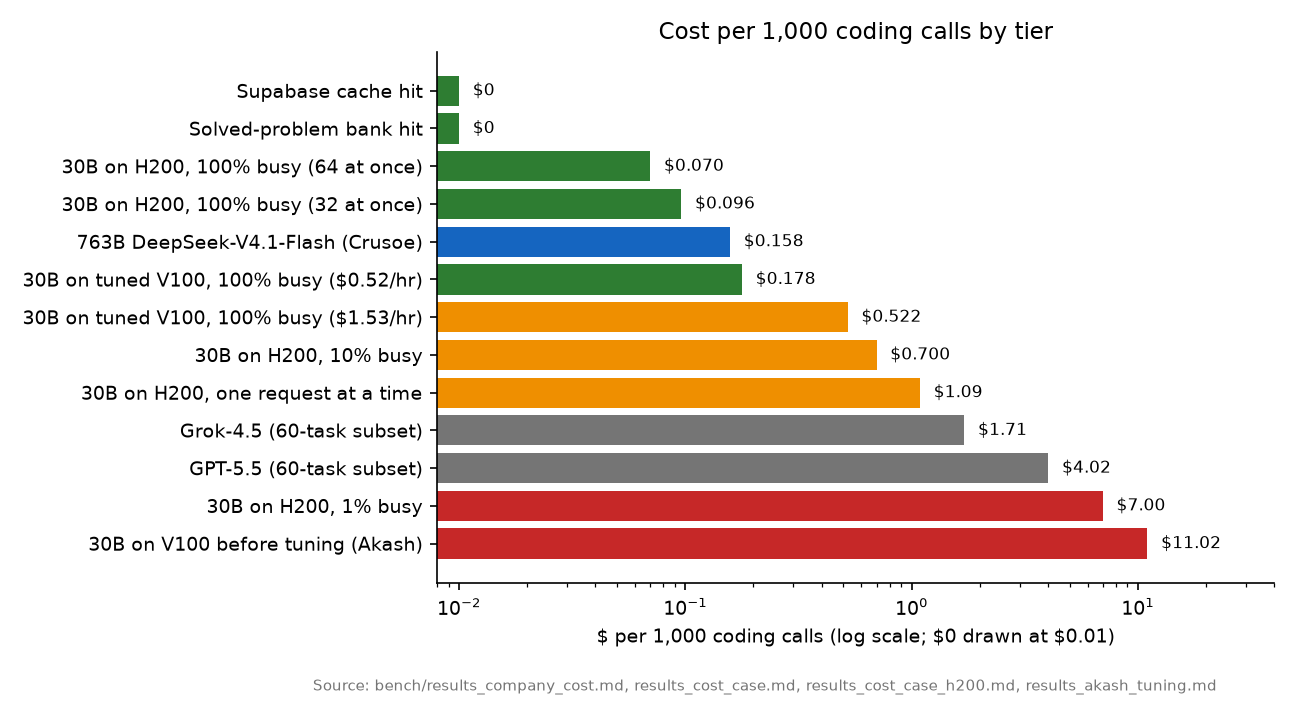 Cost per 1,000 coding calls by tier
Supabase cache hit $0
Solved-problem bank hit $0
30B on H200, 100% busy (64 at once) $0.070
30B on H200, 100% busy (32 at once) $0.096
763B DeepSeek-V4.1-Flash (Crusoe) $0.158
30B on tuned V100, 100% busy ($0.52/hr) $0.178
30B on tuned V100, 100% busy ($1.53/hr) $0.522
30B on H200, 10% busy $0.700
30B on H200, one request at a time $1.09
Grok-4.5 (60-task subset) $1.71
GPT-5.5 (60-task subset) $4.02
30B on H200, 1% busy $7.00
30B on V100 before tuning (Akash) $11.02
10⁻² 10⁻¹ 10⁰ 10¹
$ per 1,000 coding calls (log scale; $0 drawn at $0.01)
Source: bench/results_company_cost.md, results_cost_case.md, results_cost_case_h200.md, results_akash_tuning.md